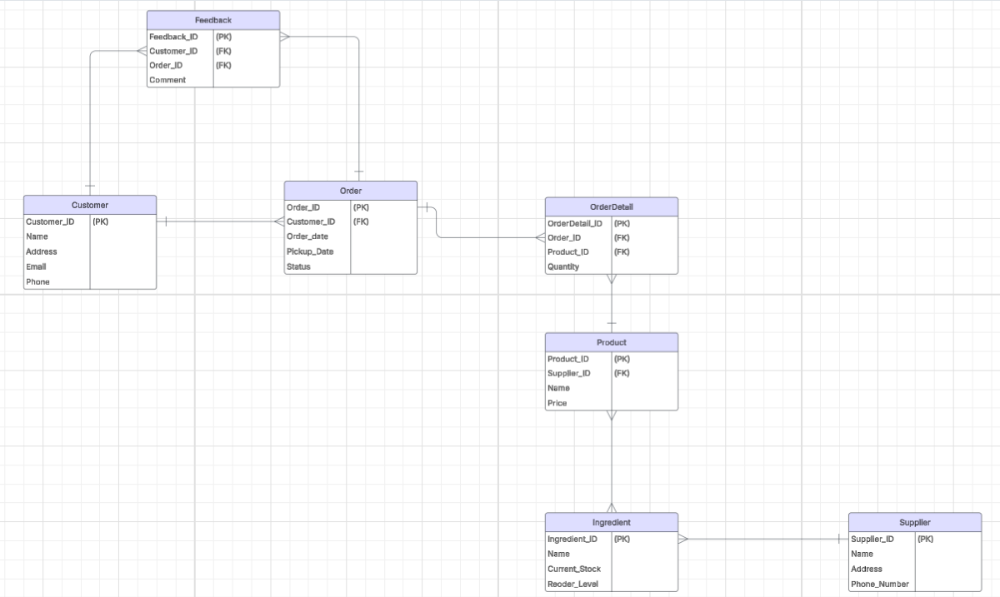 Feedback
Feedback_ID (PK)
Customer_ID (FK)
Order_ID (FK)
Comment
Customer
Customer_ID (PK)
Name
Address
Email
Phone
Order
Order_ID (PK)
Customer_ID (FK)
Order_date
Pickup_Date
Status
OrderDetail
OrderDetail_ID (PK)
Order_ID (FK)
Product_ID (FK)
Quantity
Product
Product_ID (PK)
Supplier_ID (FK)
Name
Price
Ingredient
Ingredient_ID (PK)
Name
Current_Stock
Reoder_Level
Supplier
Supplier_ID (PK)
Name
Address
Phone_Number